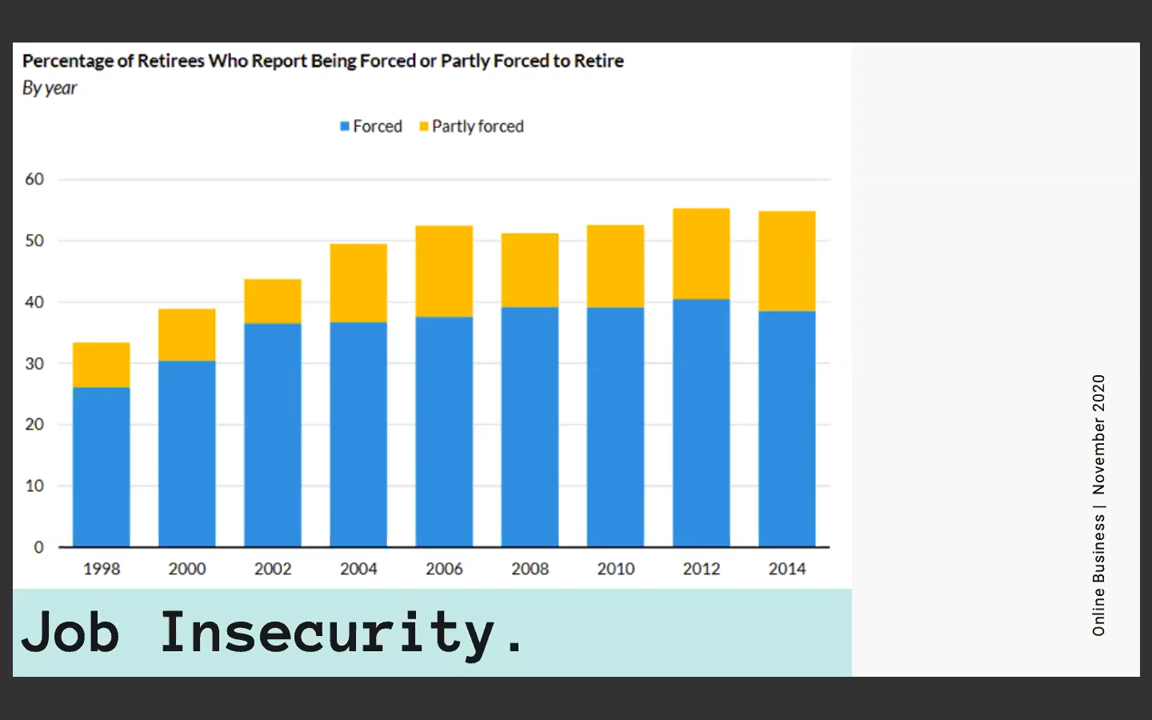 Percentage of Retirees Who Report Being Forced or Partly Forced to Retire
By year
Forced Partly forced
60
50
40
30
20
10
0
1998 2000 2002 2004 2006 2008 2010 2012 2014
Job Insecurity.
Online Business | November 2020